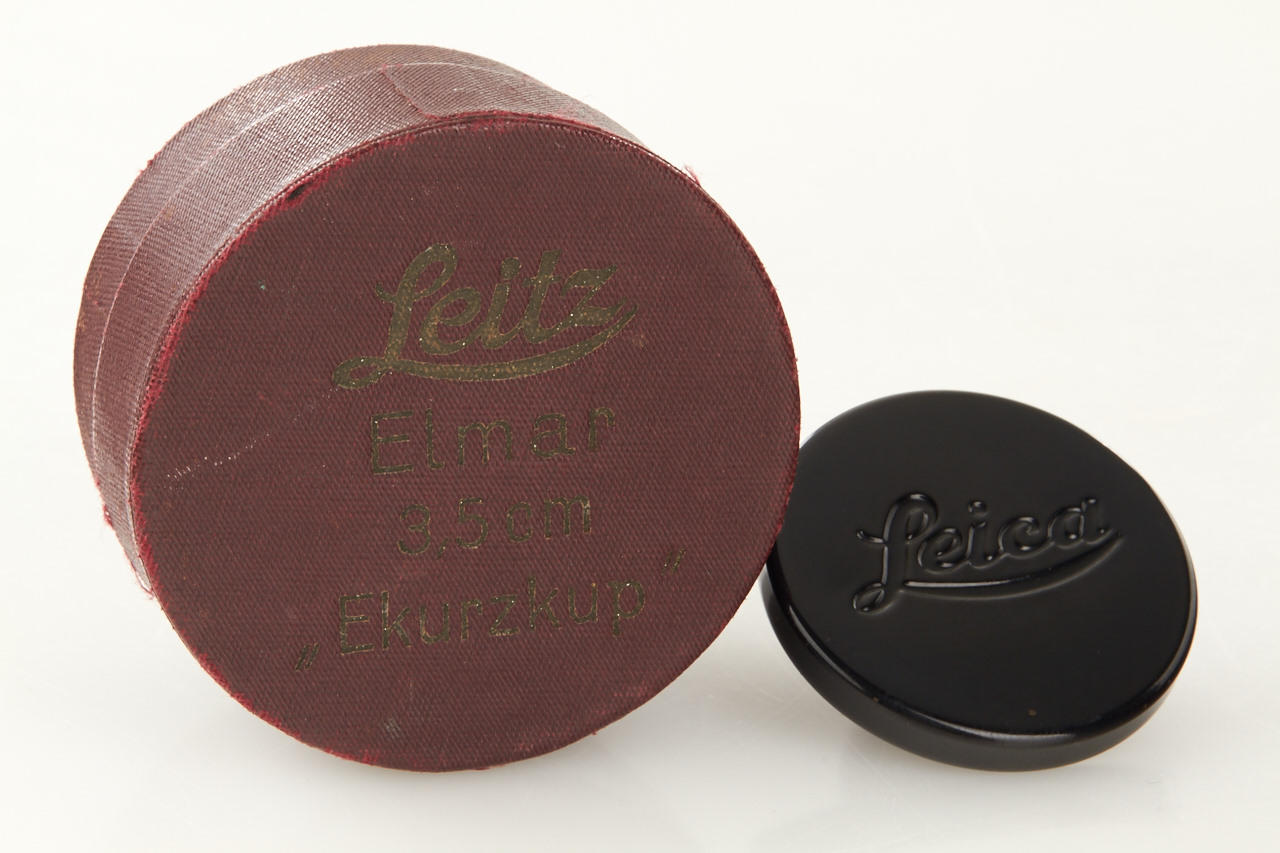 Leitz
Elmar
3,5 cm
„Ekurzkup”
Leica